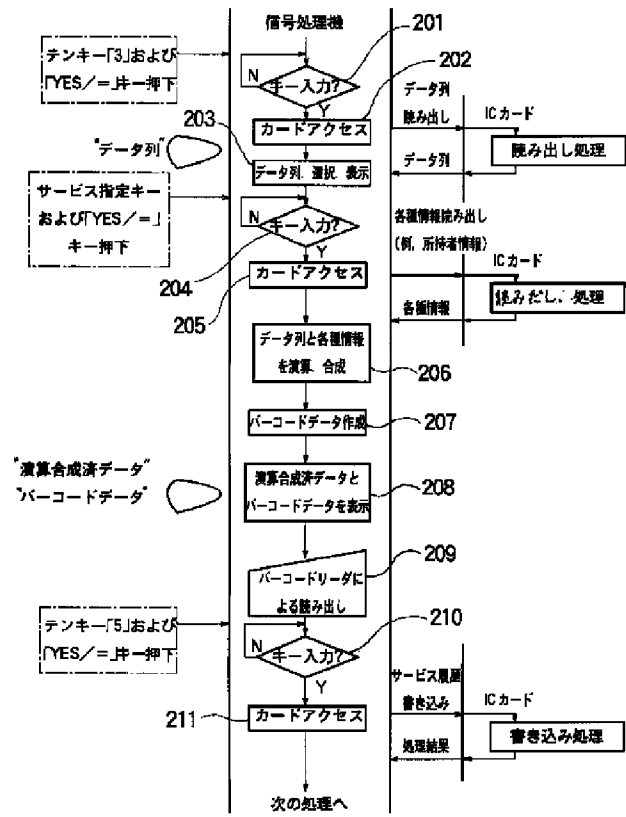 信号処理機
201
テンキー「3」および
「YES/=」キー押下
N
キー入力?
Y
202
データ列
読み出し
ICカード
カードアクセス
203
読み出し処理
"データ列"
データ列
データ列、選択、表示
サービス指定キー
および「YES/=」
キー押下
N
キー入力?
Y
204
各種情報読み出し
(例、所持者情報)
ICカード
カードアクセス
205
読みだし、処理
各種情報
データ列と各種情報
を演算、合成
206
バーコードデータ作成
207
"演算合成済データ"
"バーコードデータ"
演算合成済データと
バーコードデータを表示
208
209
バーコードリーダに
よる読み出し
テンキー「5」および
「YES/=」キー押下
210
N
キー入力?
Y
サービス履歴
書き込み
ICカード
211
カードアクセス
書き込み処理
処理結果
次の処理へ